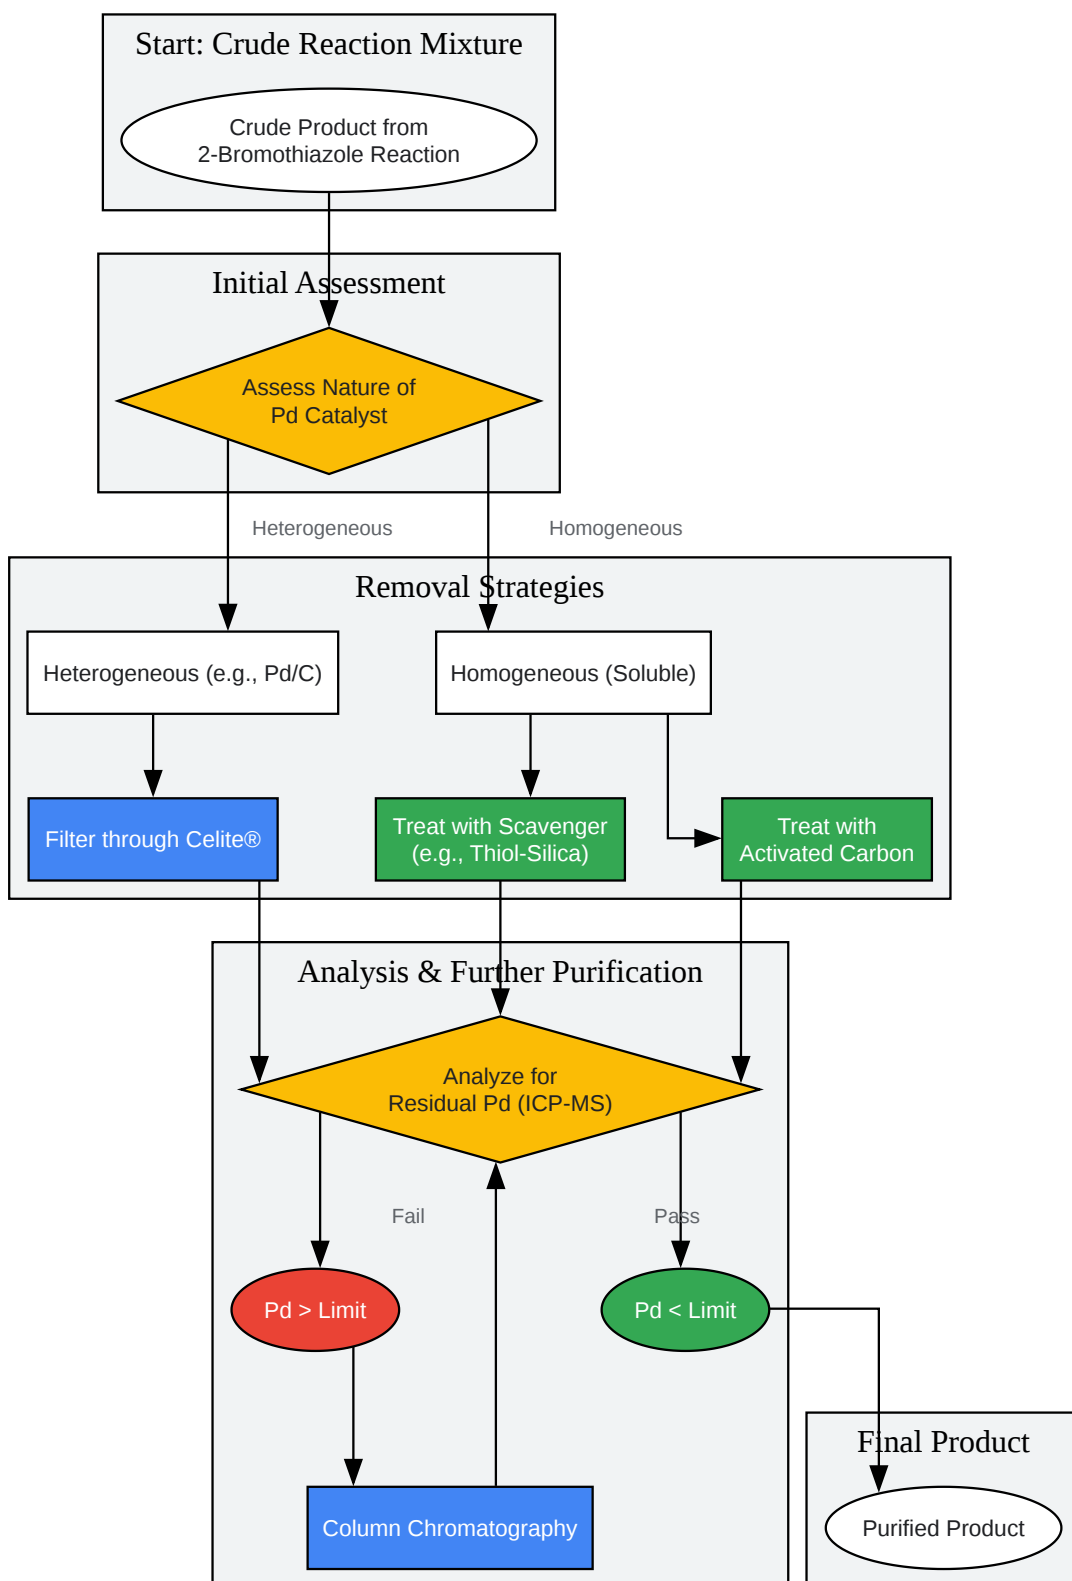 Start: Crude Reaction Mixture
Crude Product from
2-Bromothiazole Reaction
Initial Assessment
Assess Nature of
Pd Catalyst
Heterogeneous
Homogeneous
Removal Strategies
Heterogeneous (e.g., Pd/C)
Homogeneous (Soluble)
Filter through Celite®
Treat with Scavenger
(e.g., Thiol-Silica)
Treat with
Activated Carbon
Analysis & Further Purification
Analyze for
Residual Pd (ICP-MS)
Fail
Pass
Pd > Limit
Pd < Limit
Final Product
Column Chromatography
Purified Product